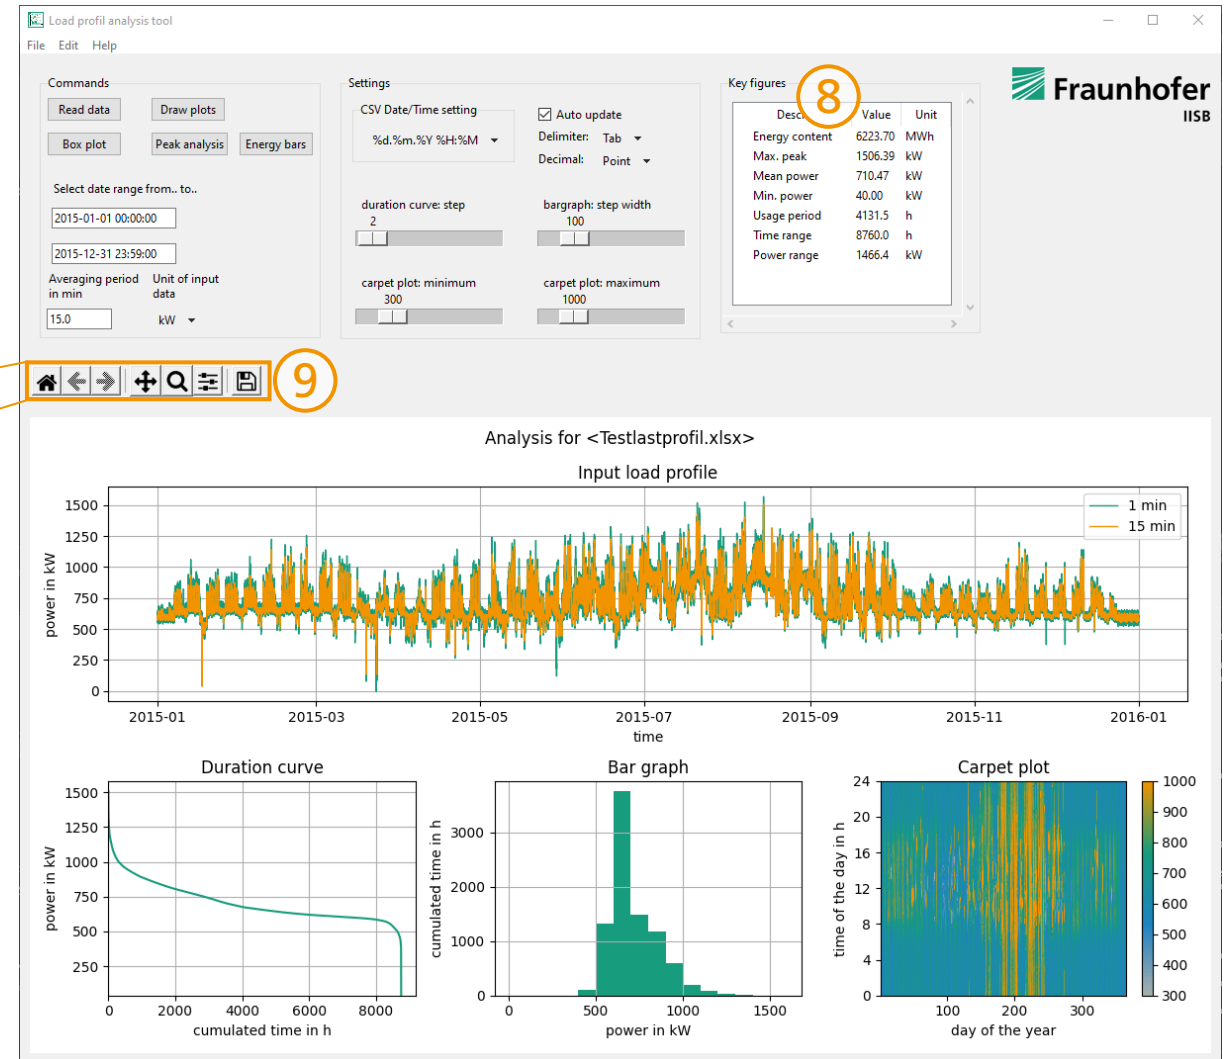 Load profil analysis tool
File Edit Help
Commands
Read data Draw plots
Box plot Peak analysis Energy bars
Select date range from.. to..
2015-01-01 00:00:00
2015-12-31 23:59:00
Averaging period in min
Unit of input data
15.0 kW
Settings
CSV Date/Time setting
%d.%m.%Y %H:%M
Auto update
Delimiter: Tab
Decimal: Point
duration curve: step
2
bargraph: step width
100
carpet plot: minimum
300
carpet plot: maximum
1000
Key figures
8
Desc Value Unit
Energy content 6223.70 MWh
Max. peak 1506.39 kW
Mean power 710.47 kW
Min. power 40.00 kW
Usage period 4131.5 h
Time range 8760.0 h
Power range 1466.4 kW
Fraunhofer
IISB
9
Analysis for <Testlastprofil.xlsx>
Input load profile
1500
1250
1000
750
500
250
0
power in kW
1 min
15 min
2015-01 2015-03 2015-05 2015-07 2015-09 2015-11 2016-01
time
Duration curve
1500
1250
1000
750
500
250
power in kW
0 2000 4000 6000 8000
cumulated time in h
Bar graph
3000
2000
1000
0
cumulated time in h
0 500 1000 1500
power in kW
Carpet plot
24
20
16
12
8
4
0
time of the day in h
100 200 300
day of the year
1000
900
800
700
600
500
400
300